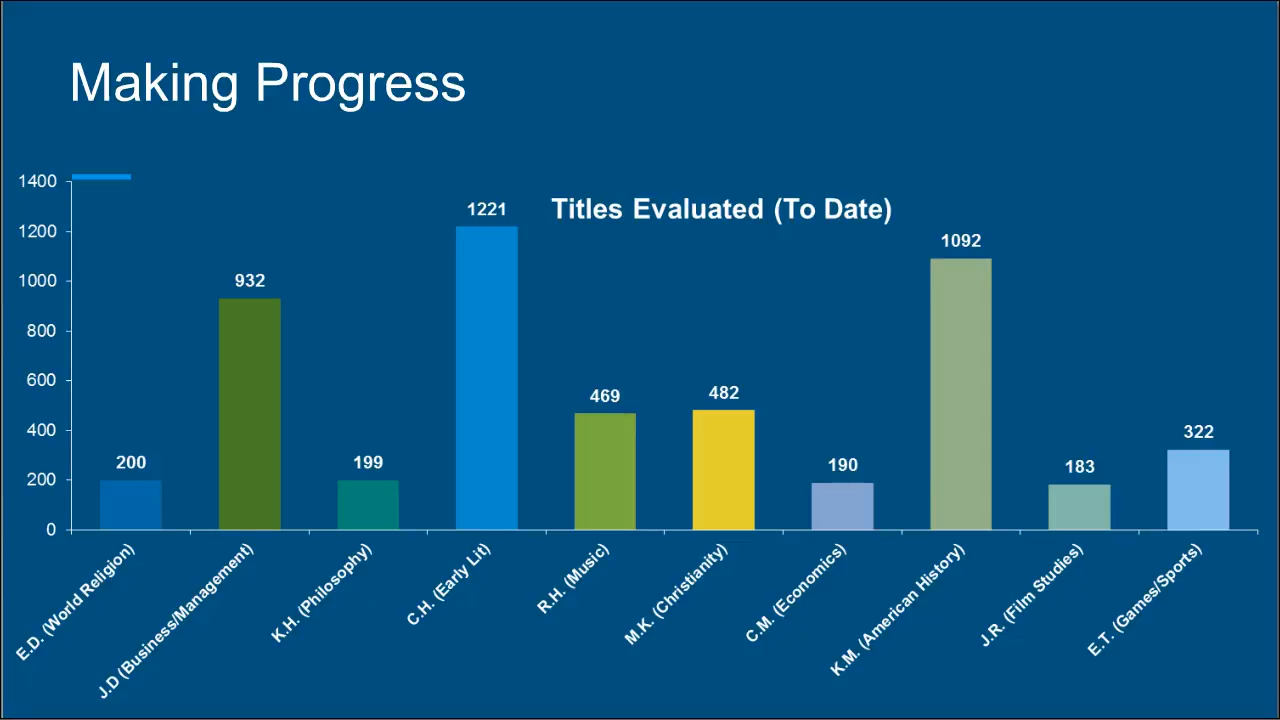 Making Progress
Titles Evaluated (To Date)
1400
1200
1000
800
600
400
200
0
200
932
199
1221
469
482
190
1092
183
322
E.D. (World Religion)
J.D (Business/Management)
K.H. (Philosophy)
C.H. (Early Lit)
R.H. (Music)
M.K. (Christianity)
C.M. (Economics)
K.M. (American History)
J.R. (Film Studies)
E.T. (Games/Sports)